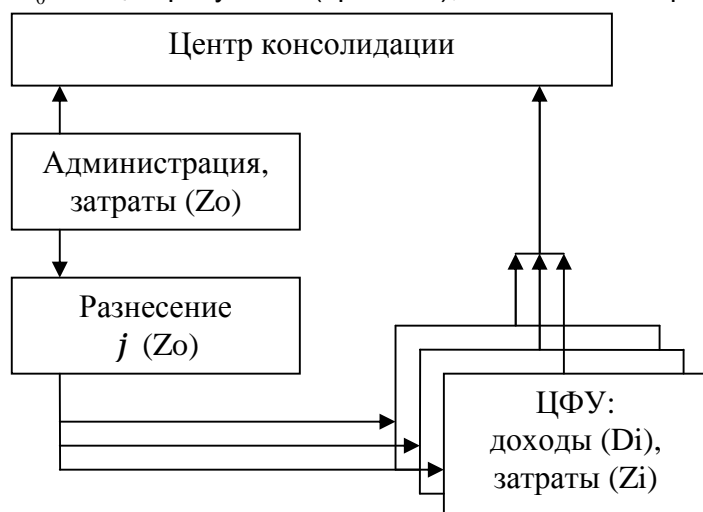 Центр консолидации
Администрация,
затраты (Zo)
Разнесение
j (Zo)
ЦФУ:
доходы (Di),
затраты (Zi)